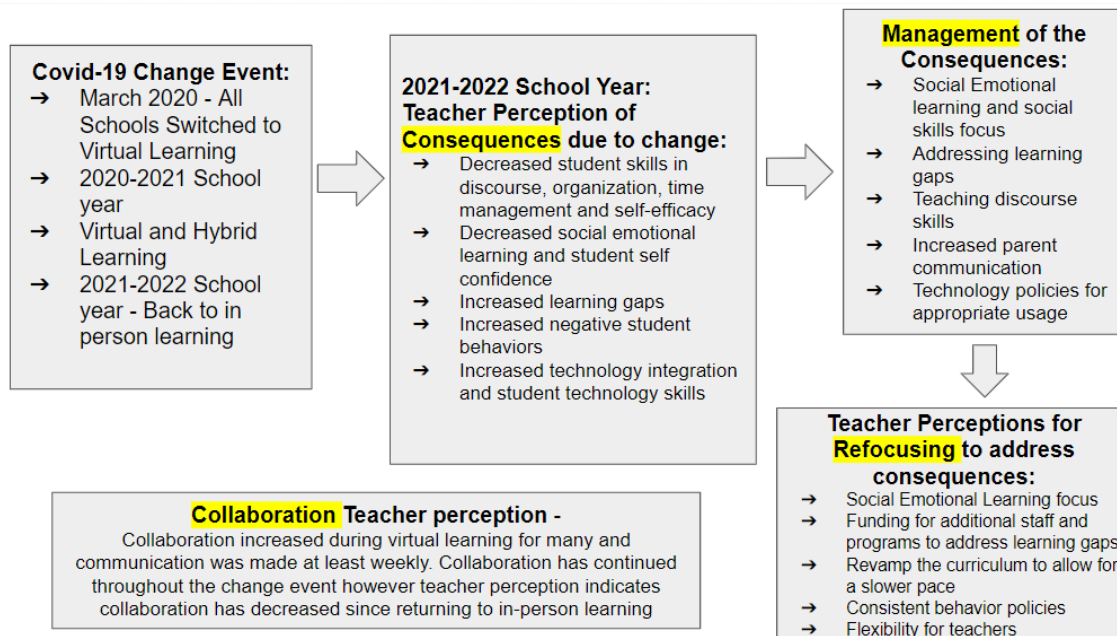 Covid-19 Change Event:
➔ March 2020 - All
Schools Switched to
Virtual Learning
➔ 2020-2021 School
year
➔ Virtual and Hybrid
Learning
➔ 2021-2022 School
year - Back to in
person learning
2021-2022 School Year:
Teacher Perception of
Consequences due to change:
➔ Decreased student skills in
discourse, organization, time
management and self-efficacy
➔ Decreased social emotional
learning and student self
confidence
➔ Increased learning gaps
➔ Increased negative student
behaviors
➔ Increased technology integration
and student technology skills
Management of the
Consequences:
➔ Social Emotional
learning and social
skills focus
➔ Addressing learning
gaps
➔ Teaching discourse
skills
➔ Increased parent
communication
➔ Technology policies for
appropriate usage
Teacher Perceptions for
Refocusing to address
consequences:
➔ Social Emotional Learning focus
➔ Funding for additional staff and
programs to address learning gaps
➔ Revamp the curriculum to allow for
a slower pace
➔ Consistent behavior policies
➔ Flexibility for teachers
Collaboration Teacher perception -
Collaboration increased during virtual learning for many and
communication was made at least weekly. Collaboration has continued
throughout the change event however teacher perception indicates
collaboration has decreased since returning to in-person learning